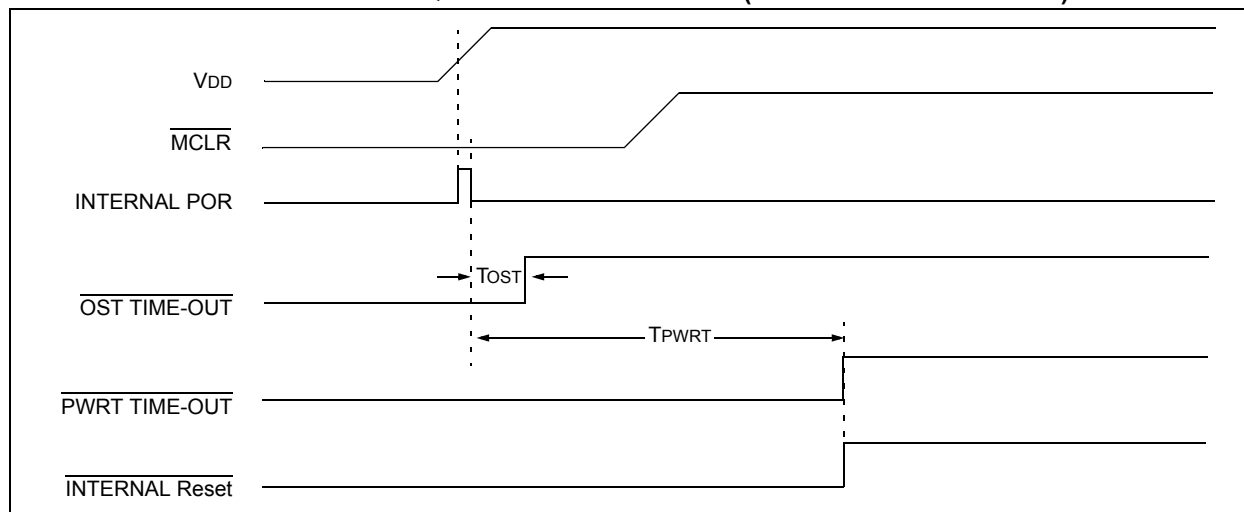 VDD
MCLR
INTERNAL POR
TOST
OST TIME-OUT
TPWRT
PWRT TIME-OUT
INTERNAL Reset